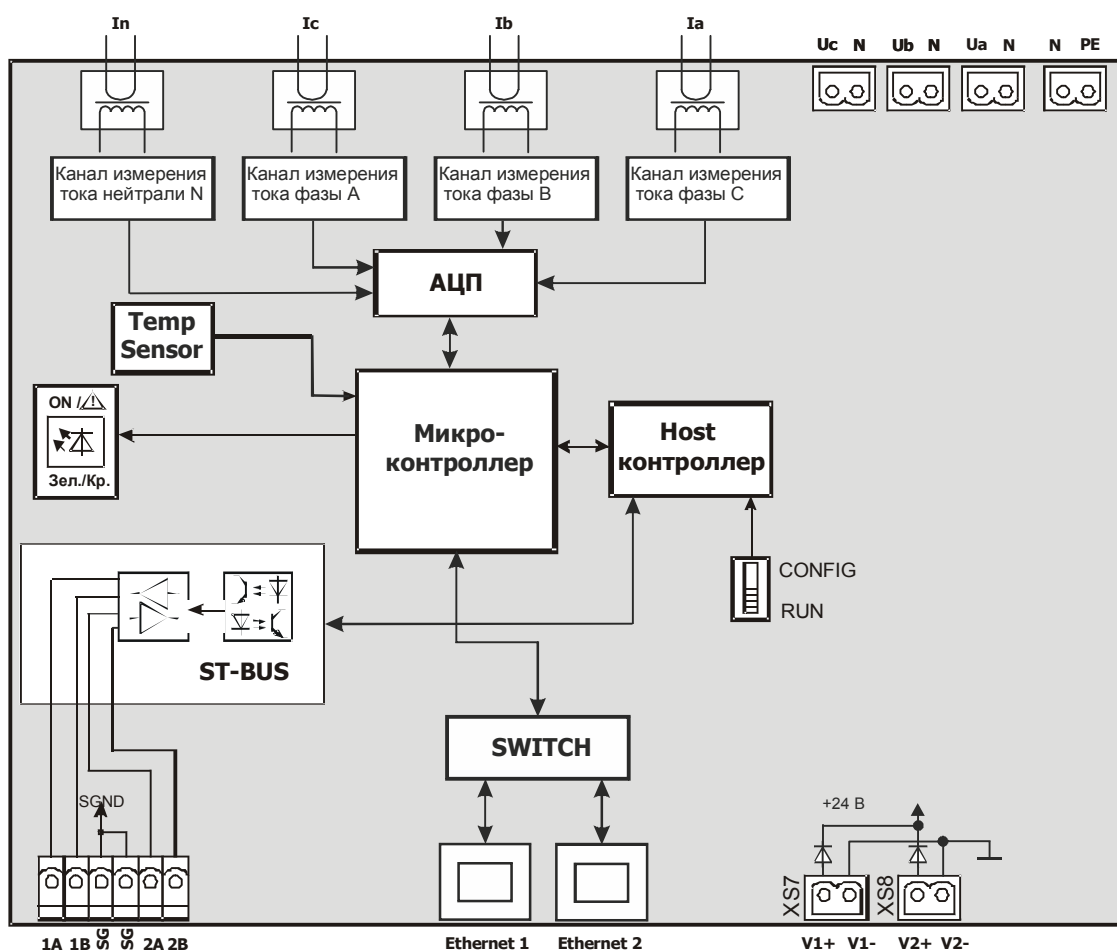 In Ic Ib Ia
Uc N Ub N Ua N N PE
Канал измерения
тока нейтрали N
Канал измерения
тока фазы А
Канал измерения
тока фазы В
Канал измерения
тока фазы С
АЦП
Temp
Sensor
ON /
Зел./Кр.
Микро-
контроллер
Host
контроллер
CONFIG
RUN
ST-BUS
SWITCH
SGND
+24 В
XS7
XS8
1A 1B SG SG 2A 2B
Ethernet 1 Ethernet 2
V1+ V1- V2+ V2-